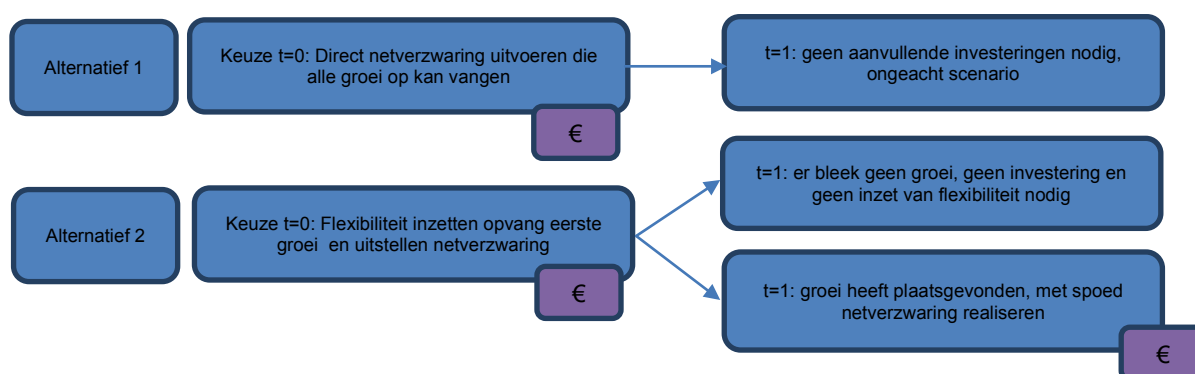 Alternatief 1
Keuze t=0: Direct netverzwaring uitvoeren die
alle groei op kan vangen
€
t=1: geen aanvullende investeringen nodig,
ongeacht scenario
Alternatief 2
Keuze t=0: Flexibiliteit inzetten opvang eerste
groei en uitstellen netverzwaring
€
t=1: er bleek geen groei, geen investering en
geen inzet van flexibiliteit nodig
t=1: groei heeft plaatsgevonden, met spoed
netverzwaring realiseren
€